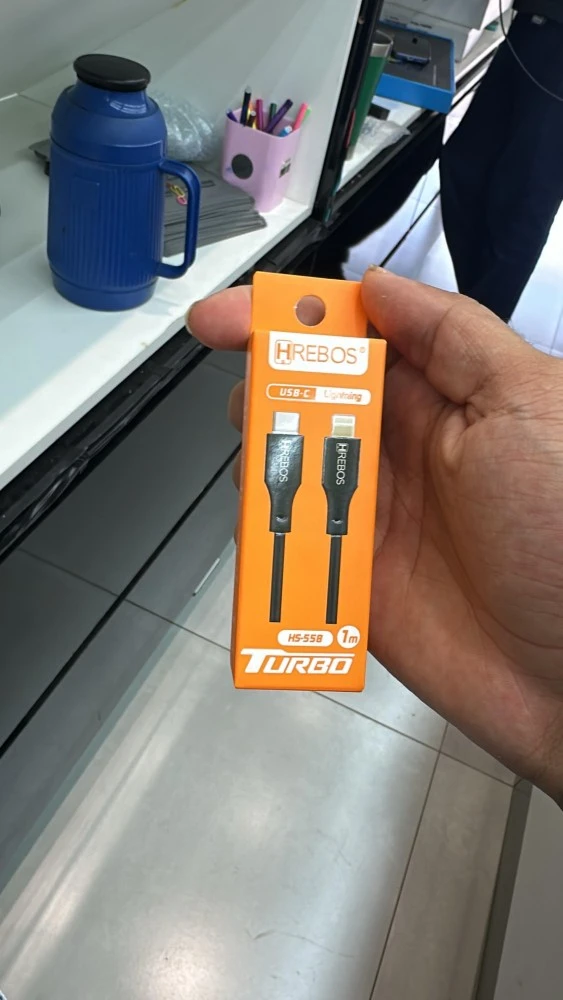 HREBOS®
USB-C Lightning
HREBOS HREBOS
HS-558 1m
TURBO